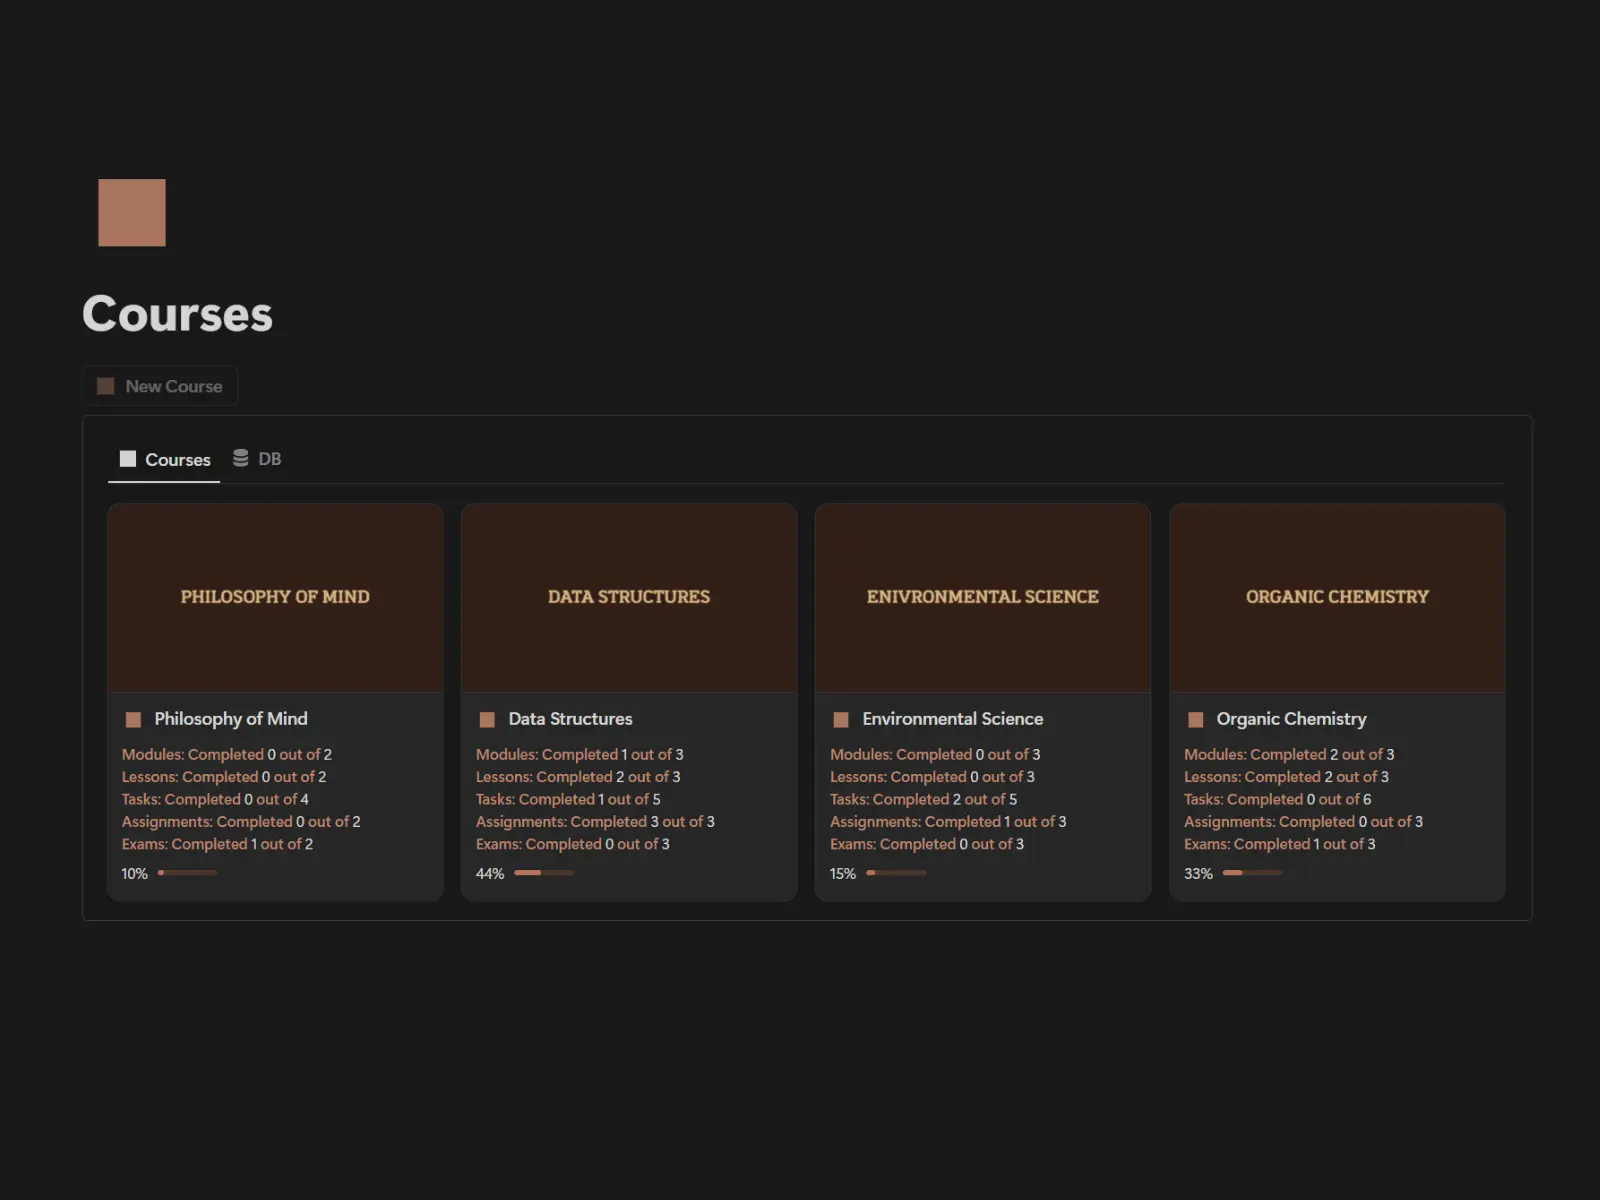 Courses
New Course
Courses
DB
PHILOSOPHY OF MIND
Philosophy of Mind
Modules: Completed 0 out of 2
Lessons: Completed 0 out of 2
Tasks: Completed 0 out of 4
Assignments: Completed 0 out of 2
Exams: Completed 1 out of 2
10%
DATA STRUCTURES
Data Structures
Modules: Completed 1 out of 3
Lessons: Completed 2 out of 3
Tasks: Completed 1 out of 5
Assignments: Completed 3 out of 3
Exams: Completed 0 out of 3
44%
ENIVRONMENTAL SCIENCE
Environmental Science
Modules: Completed 0 out of 3
Lessons: Completed 0 out of 3
Tasks: Completed 2 out of 5
Assignments: Completed 1 out of 3
Exams: Completed 0 out of 3
15%
ORGANIC CHEMISTRY
Organic Chemistry
Modules: Completed 2 out of 3
Lessons: Completed 2 out of 3
Tasks: Completed 0 out of 6
Assignments: Completed 0 out of 3
Exams: Completed 1 out of 3
33%